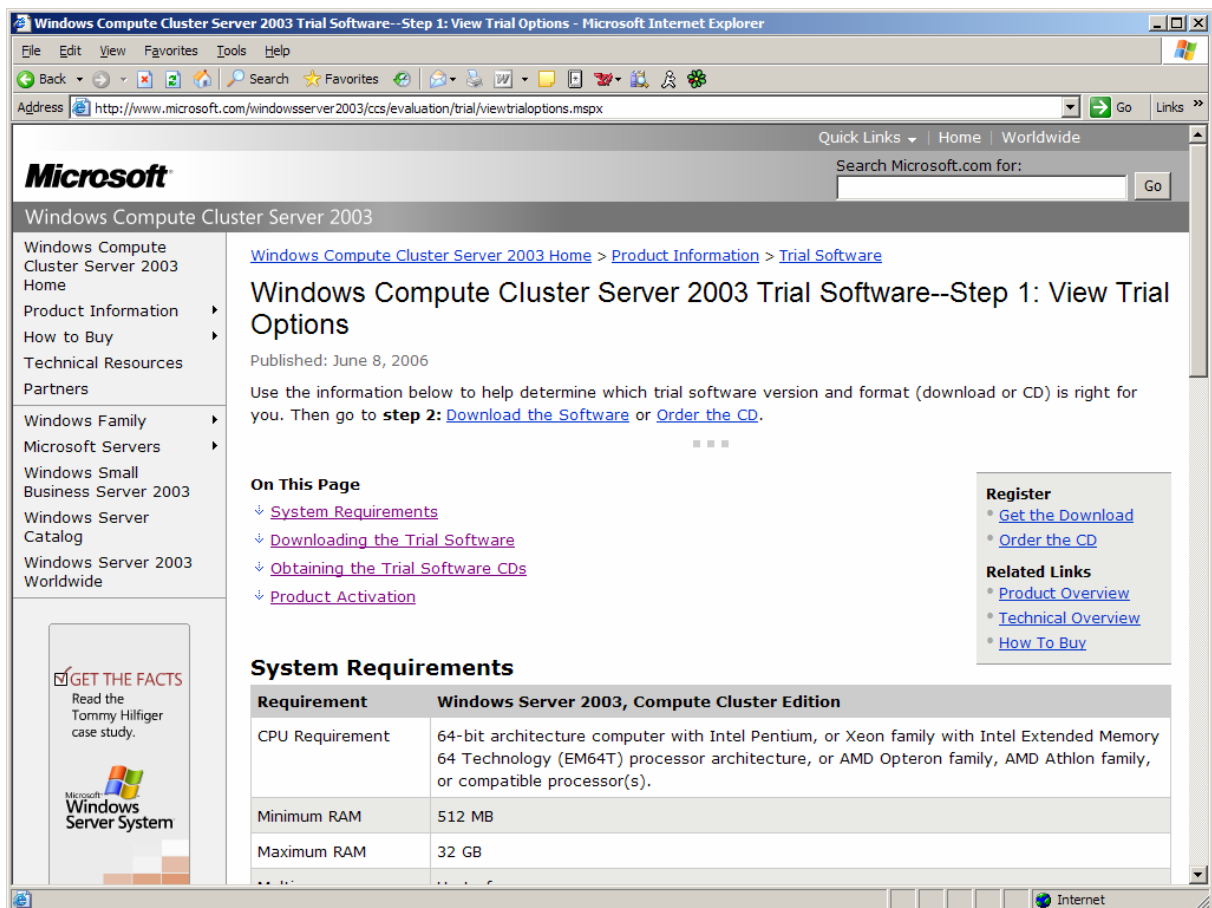 Windows Compute Cluster Server 2003 Trial Software--Step 1: View Trial Options - Microsoft Internet Explorer
File Edit View Favorites Tools Help
Back Search Favorites
Address http://www.microsoft.com/windowsserver2003/ccs/evaluation/trial/viewtrialoptions.mspx Go Links »
Quick Links | Home | Worldwide
Microsoft
Search Microsoft.com for:
Go
Windows Compute Cluster Server 2003
Windows Compute
Cluster Server 2003
Home
Product Information
How to Buy
Technical Resources
Partners
Windows Family
Microsoft Servers
Windows Small
Business Server 2003
Windows Server
Catalog
Windows Server 2003
Worldwide
GET THE FACTS
Read the
Tommy Hilfiger
case study.
Microsoft
Windows
Server System
Windows Compute Cluster Server 2003 Home > Product Information > Trial Software
Windows Compute Cluster Server 2003 Trial Software--Step 1: View Trial
Options
Published: June 8, 2006
Use the information below to help determine which trial software version and format (download or CD) is right for
you. Then go to step 2: Download the Software or Order the CD.
On This Page
System Requirements
Downloading the Trial Software
Obtaining the Trial Software CDs
Product Activation
Register
Get the Download
Order the CD
Related Links
Product Overview
Technical Overview
How To Buy
System Requirements
Requirement Windows Server 2003, Compute Cluster Edition
CPU Requirement 64-bit architecture computer with Intel Pentium, or Xeon family with Intel Extended Memory
64 Technology (EM64T) processor architecture, or AMD Opteron family, AMD Athlon family,
or compatible processor(s).
Minimum RAM 512 MB
Maximum RAM 32 GB
Internet